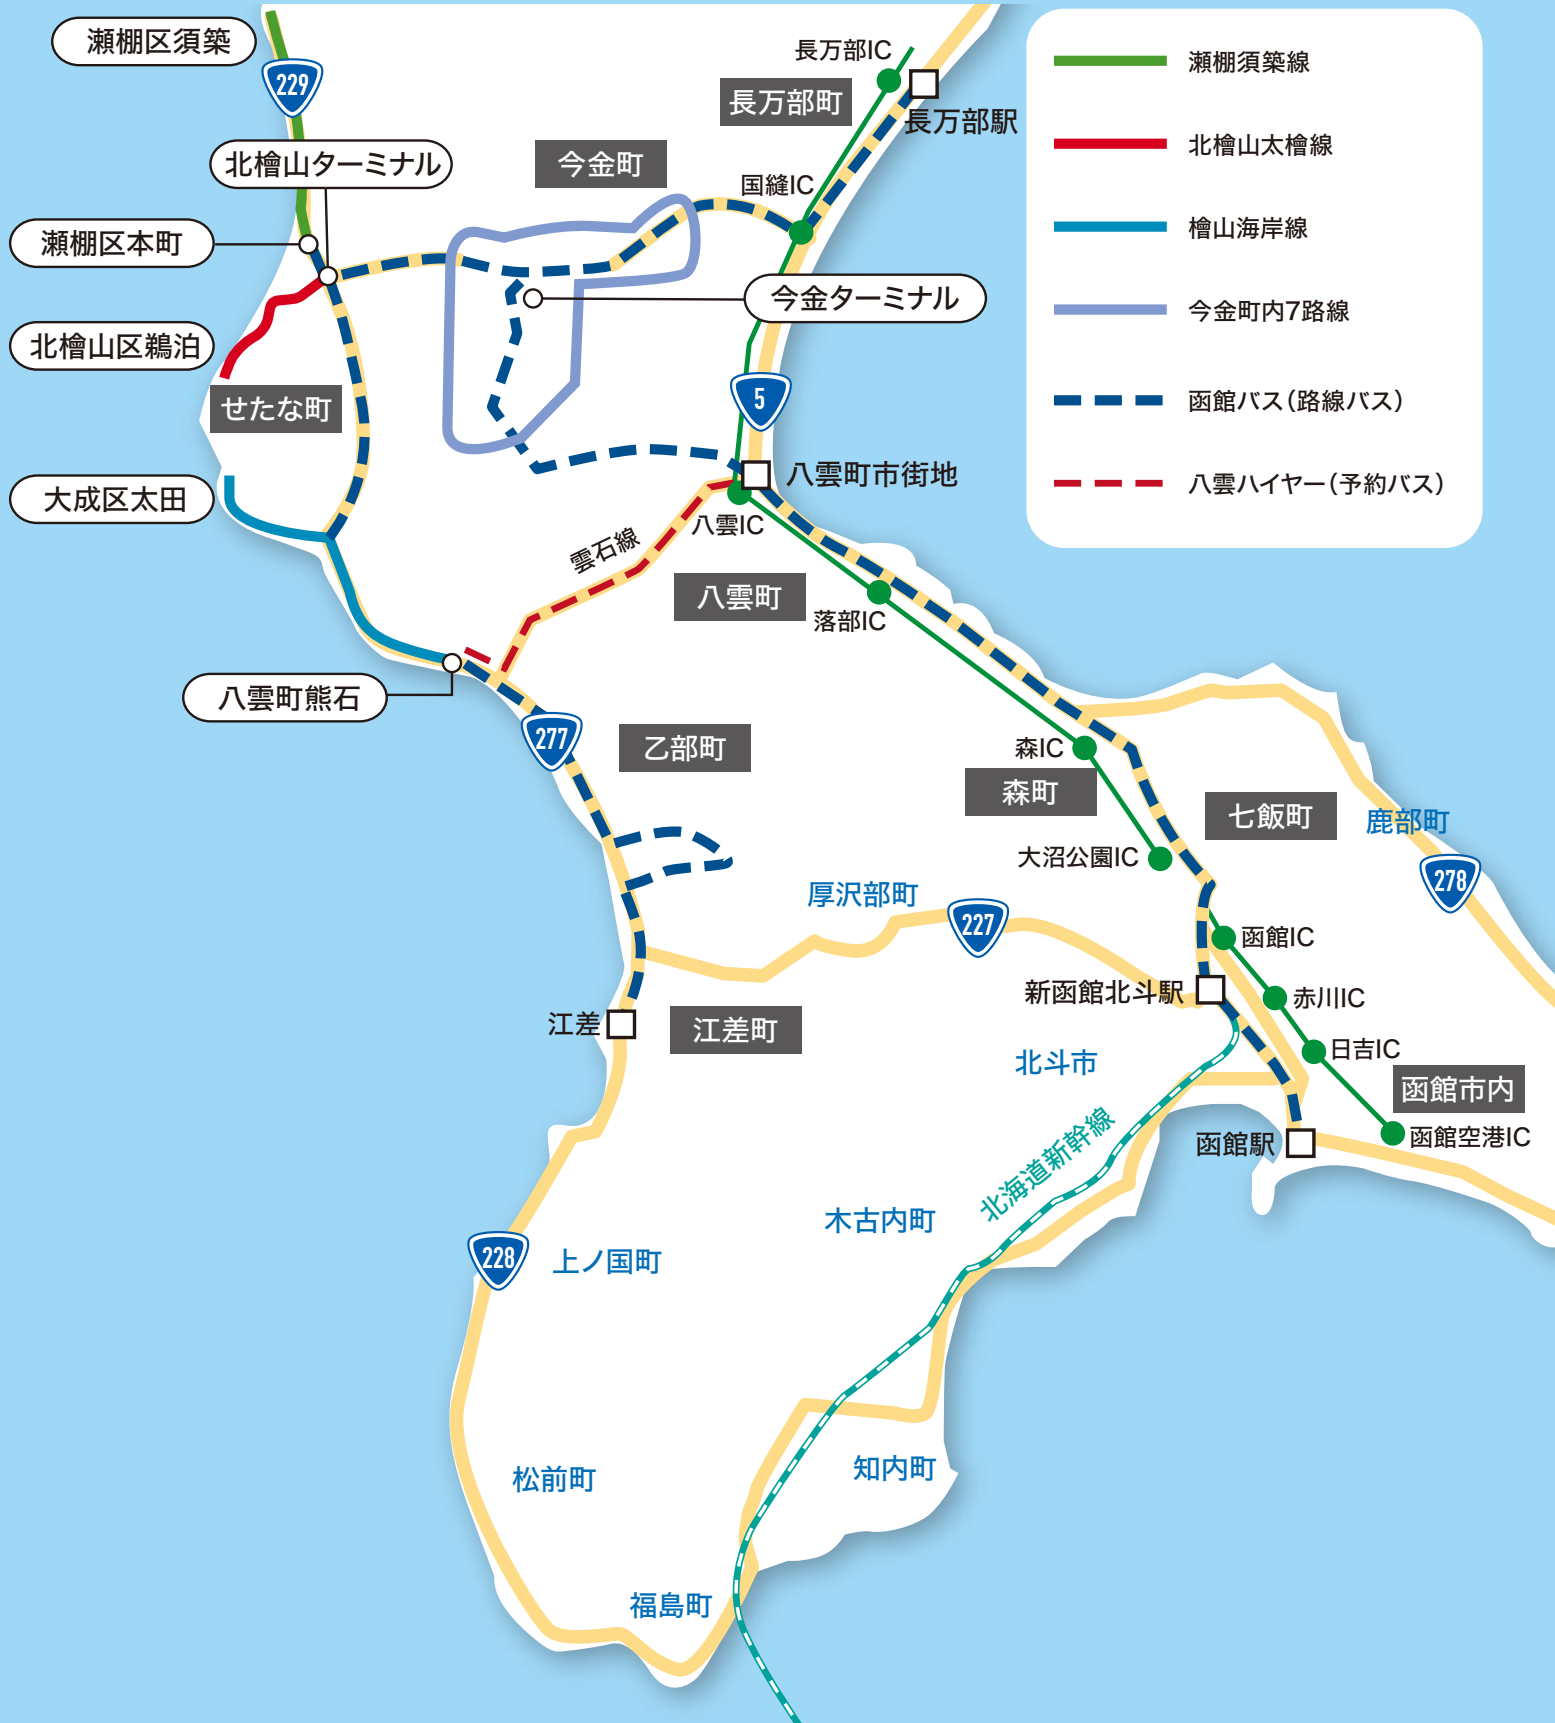 瀬棚区須築
229
北檜山ターミナル
瀬棚区本町
北檜山区鵜泊
せたな町
大成区太田
今金町
長万部IC
長万部町
長万部駅
国縫IC
今金ターミナル
5
八雲町市街地
八雲IC
雲石線
八雲町
落部IC
八雲町熊石
277
乙部町
森IC
森町
七飯町
鹿部町
大沼公園IC
278
厚沢部町
227
函館IC
新函館北斗駅
赤川IC
江差
江差町
北斗市
日吉IC
函館市内
函館駅
函館空港IC
北海道新幹線
木古内町
228
上ノ国町
知内町
松前町
福島町
瀬棚須築線
北檜山太檜線
檜山海岸線
今金町内7路線
函館バス（路線バス）
八雲ハイヤー（予約バス）